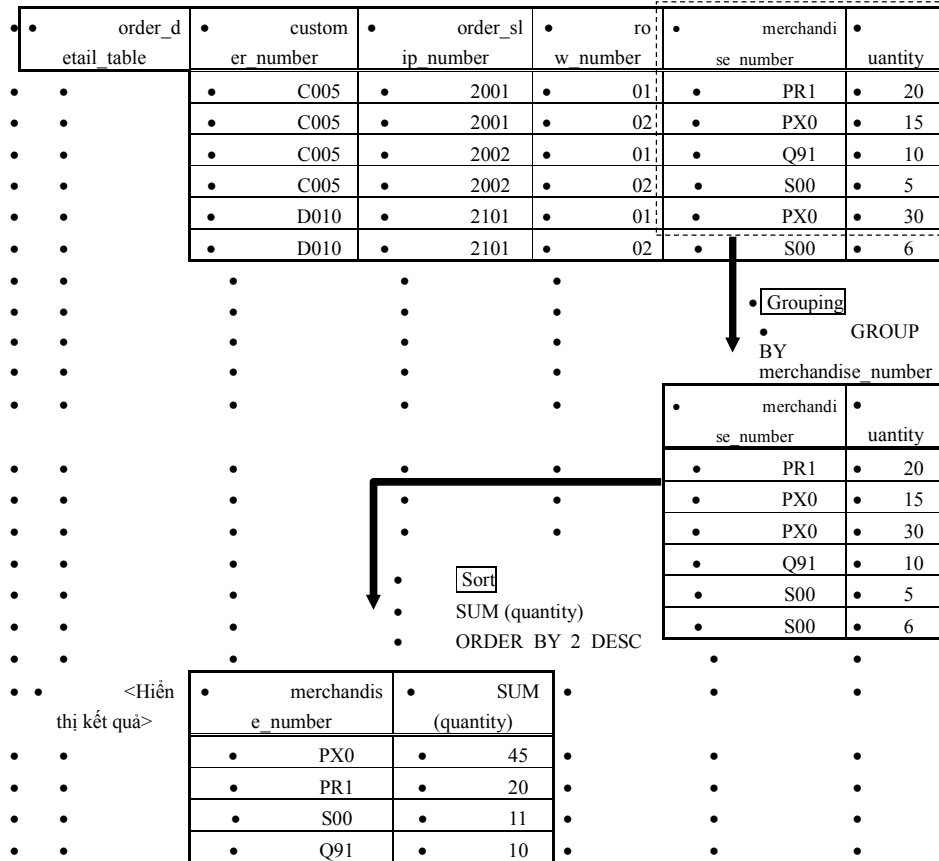 order_d custom order_sl ro merchandi
etail_table er_number ip_number w_number se_number uantity
C005 2001 01 PR1 20
C005 2001 02 PX0 15
C005 2002 01 Q91 10
C005 2002 02 S00 5
D010 2101 01 PX0 30
D010 2101 02 S00 6
Grouping
GROUP
BY
merchandise_number
merchandi
se_number uantity
PR1 20
PX0 15
PX0 30
Q91 10
S00 5
S00 6
Sort
SUM (quantity)
ORDER BY 2 DESC
<Hiển merchandis SUM
thị kết quả> e_number (quantity)
PX0 45
PR1 20
S00 11
Q91 10